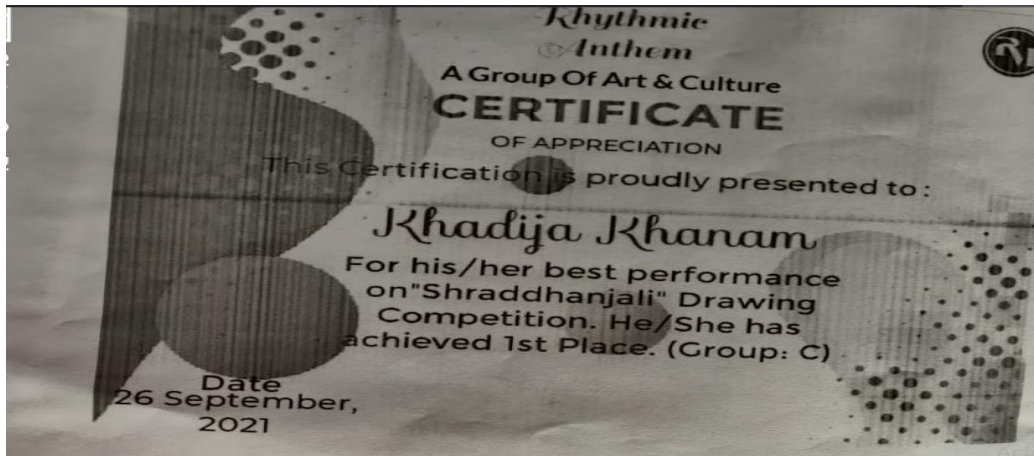 Rhythmic
Anthem
A Group Of Art & Culture
CERTIFICATE
OF APPRECIATION
This Certification is proudly presented to :
Khadija Khanam
For his/her best performance
on"Shraddhanjali" Drawing
Competition. He/She has
achieved 1st Place. (Group: C)
Date
26 September,
2021